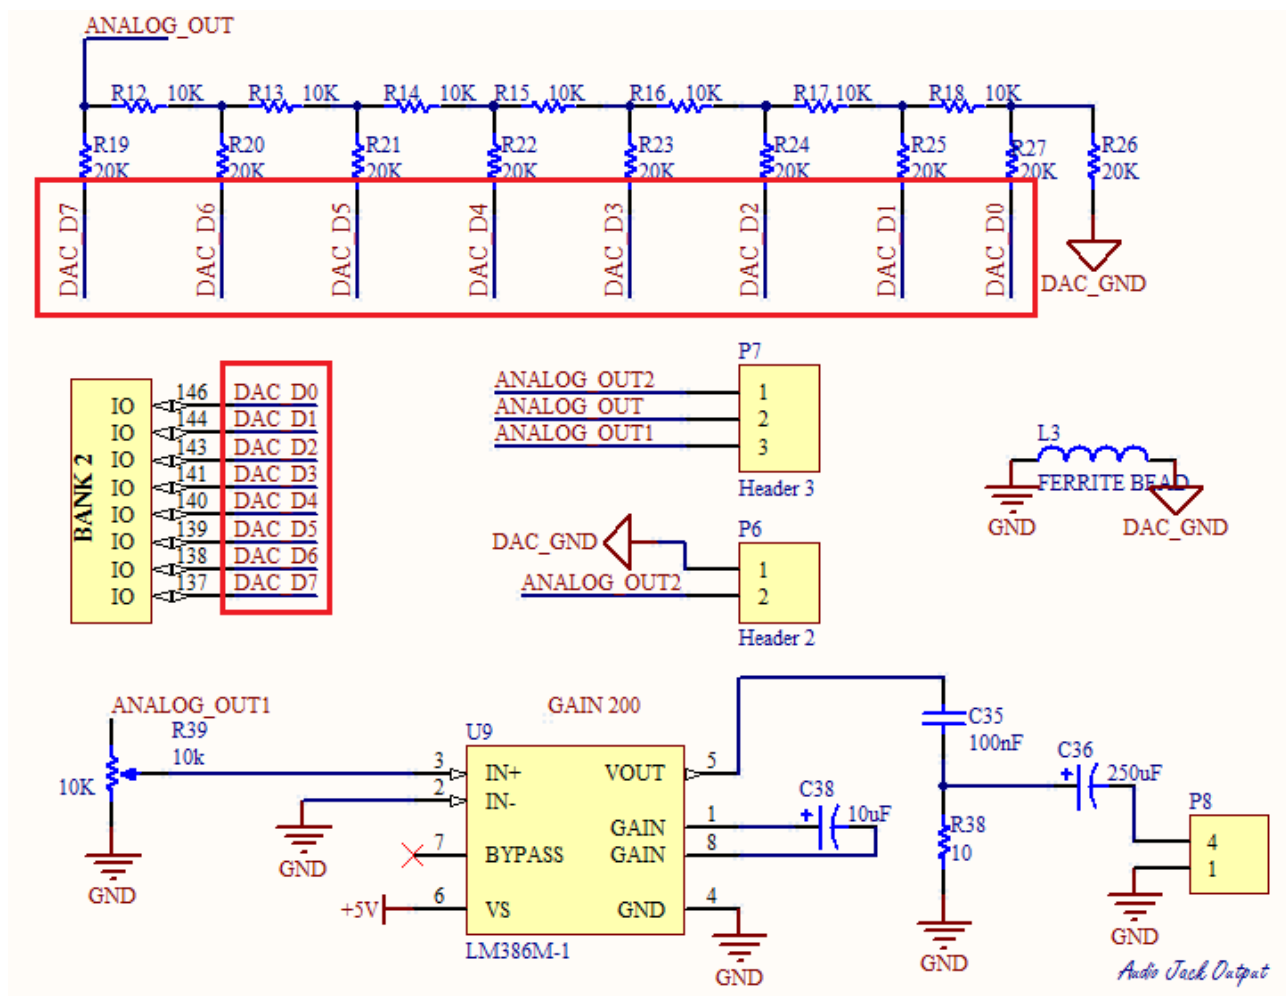 ANALOG_OUT
R12 10K R13 10K R14 10K R15 10K R16 10K R17 10K R18 10K
R19 R20 R21 R22 R23 R24 R25 R27 R26
20K 20K 20K 20K 20K 20K 20K 20K 20K
DAC_D7 DAC_D6 DAC_D5 DAC_D4 DAC_D3 DAC_D2 DAC_D1 DAC_D0
DAC_GND
BANK 2
IO 146 DAC_D0
IO 144 DAC_D1
IO 143 DAC_D2
IO 141 DAC_D3
IO 140 DAC_D4
IO 139 DAC_D5
IO 138 DAC_D6
IO 137 DAC_D7
P7
ANALOG_OUT2 1
ANALOG_OUT 2
ANALOG_OUT1 3
Header 3
L3
FERRITE BEAD
GND DAC_GND
P6
DAC_GND 1
ANALOG_OUT2 2
Header 2
ANALOG_OUT1
R39
10k
10K
GND
GAIN 200
U9
3 IN+ VOUT 5
2 IN-
GAIN 1
7 BYPASS GAIN 8
+5V 6 VS GND 4
LM386M-1
GND
GND
C38
10uF
C35
100nF
C36
250uF
R38
10
GND
P8
4
1
GND
Audio Jack Output